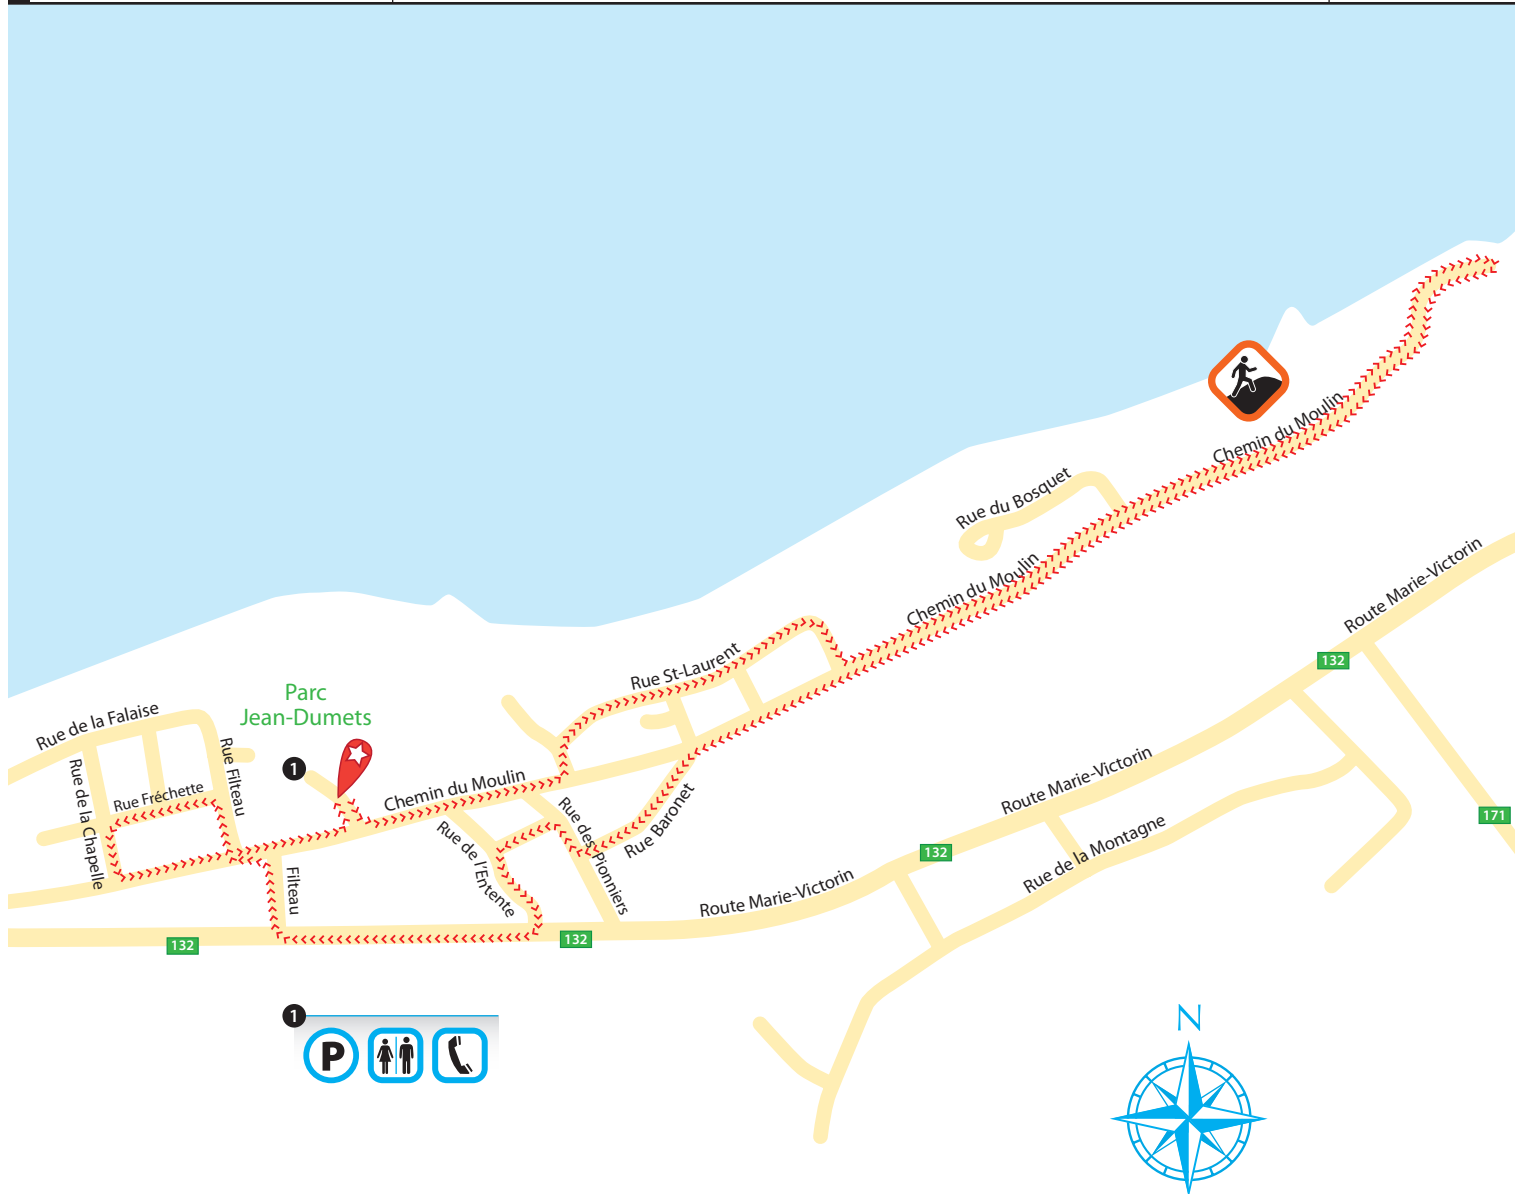 Chemin du Moulin
Rue du Bosquet
Route Marie-Victorin
Chemin du Moulin
132
Rue St-Laurent
Parc
Jean-Dumets
Rue de la Falaise
1
Rue Filteau
Rue de la Chapelle
Rue Fréchette
Chemin du Moulin
Rue des Pionniers
Rue Baronet
Rue de l'Entente
Route Marie-Victorin
171
132
Rue de la Montagne
Filteau
Route Marie-Victorin
132
132
1
P
N